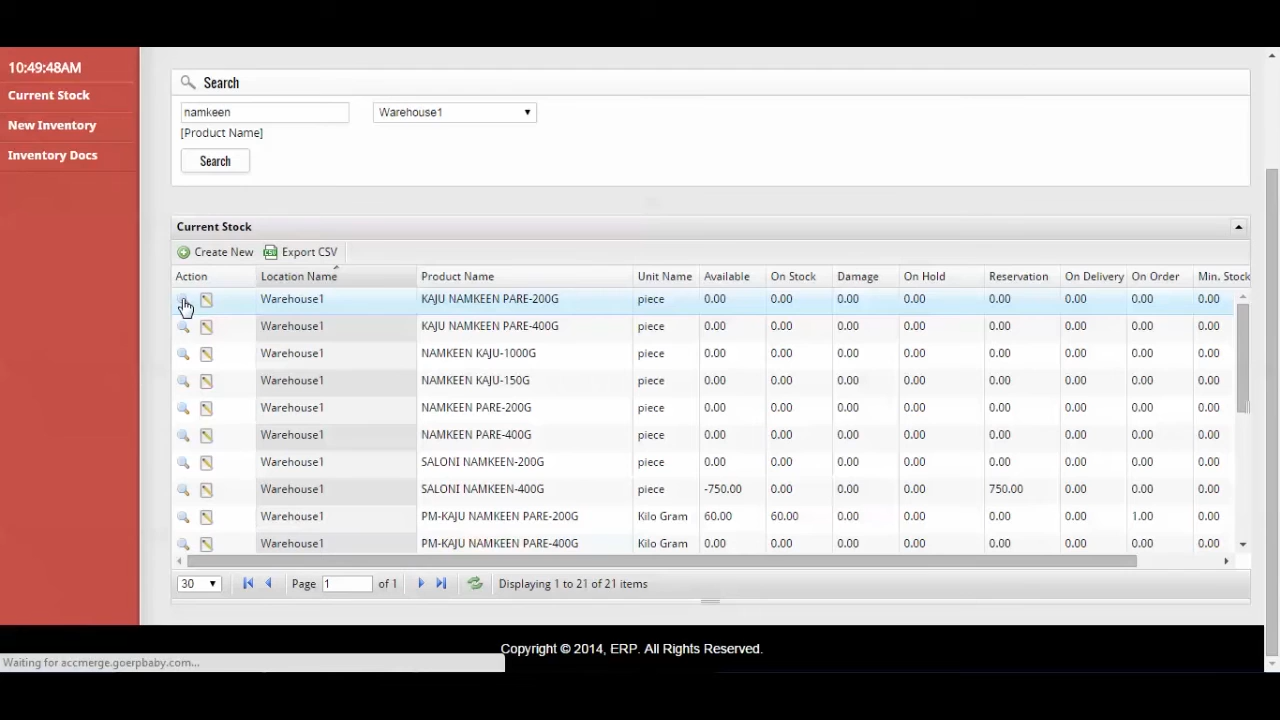 10:49:48AM
Current Stock
New Inventory
Inventory Docs
Search
namkeen Warehouse1
[Product Name]
Search
Current Stock
Create New Export CSV
Action Location Name Product Name Unit Name Available On Stock Damage On Hold Reservation On Delivery On Order Min. Stock
Warehouse1 KAJU NAMKEEN PARE-200G piece 0.00 0.00 0.00 0.00 0.00 0.00 0.00 0.00
Warehouse1 KAJU NAMKEEN PARE-400G piece 0.00 0.00 0.00 0.00 0.00 0.00 0.00 0.00
Warehouse1 NAMKEEN KAJU-1000G piece 0.00 0.00 0.00 0.00 0.00 0.00 0.00 0.00
Warehouse1 NAMKEEN KAJU-150G piece 0.00 0.00 0.00 0.00 0.00 0.00 0.00 0.00
Warehouse1 NAMKEEN PARE-200G piece 0.00 0.00 0.00 0.00 0.00 0.00 0.00 0.00
Warehouse1 NAMKEEN PARE-400G piece 0.00 0.00 0.00 0.00 0.00 0.00 0.00 0.00
Warehouse1 SALONI NAMKEEN-200G piece 0.00 0.00 0.00 0.00 0.00 0.00 0.00 0.00
Warehouse1 SALONI NAMKEEN-400G piece -750.00 0.00 0.00 0.00 750.00 0.00 0.00 0.00
Warehouse1 PM-KAJU NAMKEEN PARE-200G Kilo Gram 60.00 60.00 0.00 0.00 0.00 0.00 1.00 0.00
Warehouse1 PM-KAJU NAMKEEN PARE-400G Kilo Gram 0.00 0.00 0.00 0.00 0.00 0.00 0.00 0.00
30 Page 1 of 1 Displaying 1 to 21 of 21 items
Copyright © 2014, ERP. All Rights Reserved.
Waiting for accmerge.goerpbaby.com...